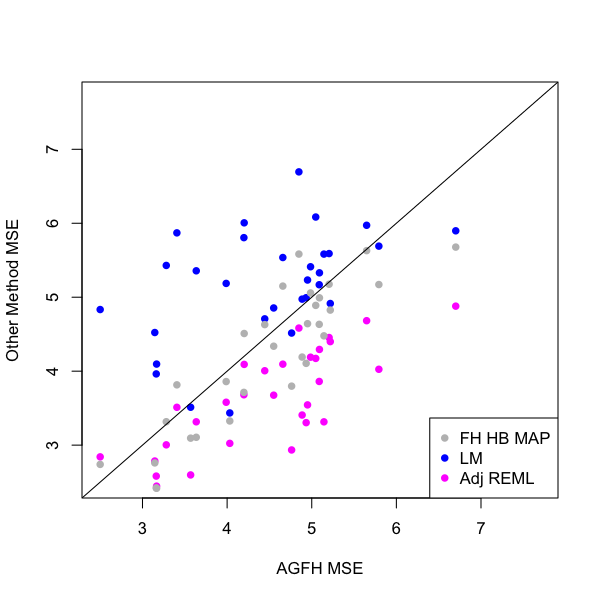 7
6
5
4
3
Other Method MSE
FH HB MAP
LM
Adj REML
3 4 5 6 7
AGFH MSE